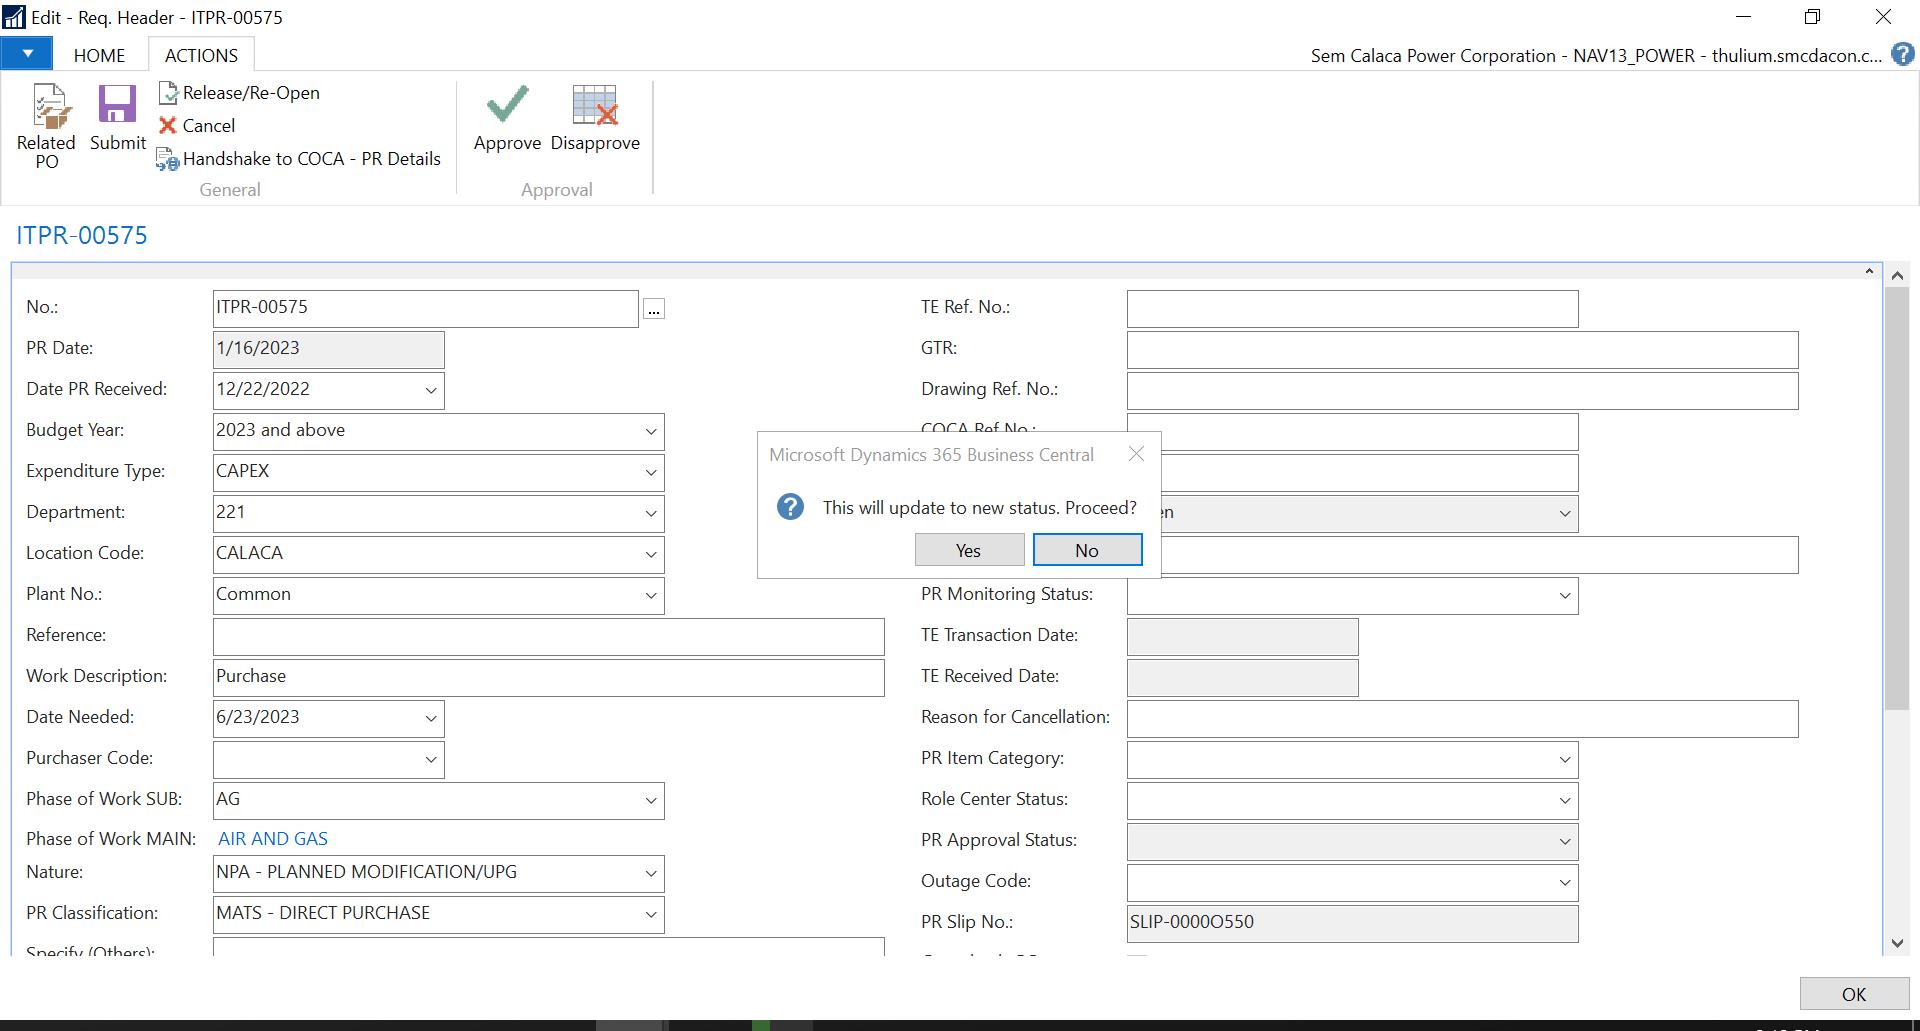 Edit - Req. Header - ITPR-00575
HOME
ACTIONS
Sem Calaca Power Corporation - NAV13_POWER - thulium.smcdacon.c...
Related PO
Submit
Release/Re-Open
Cancel
Handshake to COCA - PR Details
General
Approve
Disapprove
Approval
ITPR-00575
No.: ITPR-00575 ...
PR Date: 1/16/2023
Date PR Received: 12/22/2022
Budget Year: 2023 and above
Expenditure Type: CAPEX
Department: 221
Location Code: CALACA
Plant No.: Common
Reference:
Work Description: Purchase
Date Needed: 6/23/2023
Purchaser Code:
Phase of Work SUB: AG
Phase of Work MAIN: AIR AND GAS
Nature: NPA - PLANNED MODIFICATION/UPG
PR Classification: MATS - DIRECT PURCHASE
Specify (Others):
TE Ref. No.:
GTR:
Drawing Ref. No.:
COCA Ref No.:
en
PR Monitoring Status:
TE Transaction Date:
TE Received Date:
Reason for Cancellation:
PR Item Category:
Role Center Status:
PR Approval Status:
Outage Code:
PR Slip No.: SLIP-0000O550
Microsoft Dynamics 365 Business Central
This will update to new status. Proceed?
Yes
No
OK